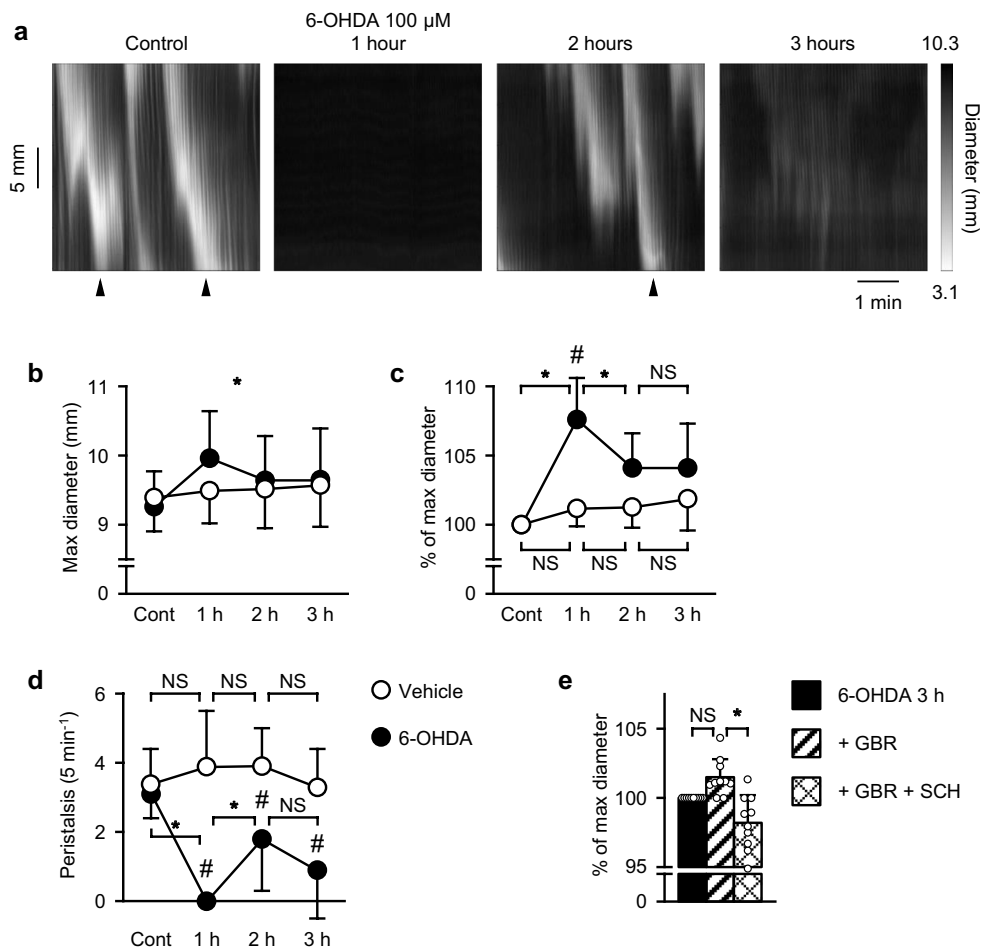 a
6-OHDA 100 µM
Control
1 hour
2 hours
3 hours
10.3
5 mm
Diameter (mm)
1 min
3.1
b
*
11
10
9
0
Max diameter (mm)
Cont
1 h
2 h
3 h
c
#
*
*
NS
110
105
100
0
% of max diameter
NS
NS
NS
Cont
1 h
2 h
3 h
d
NS
NS
NS
6
4
2
0
Peristalsis (5 min⁻¹)
*
*
#
NS
#
#
Cont
1 h
2 h
3 h
Vehicle
6-OHDA
e
NS
*
105
100
95
0
% of max diameter
6-OHDA 3 h
+ GBR
+ GBR + SCH